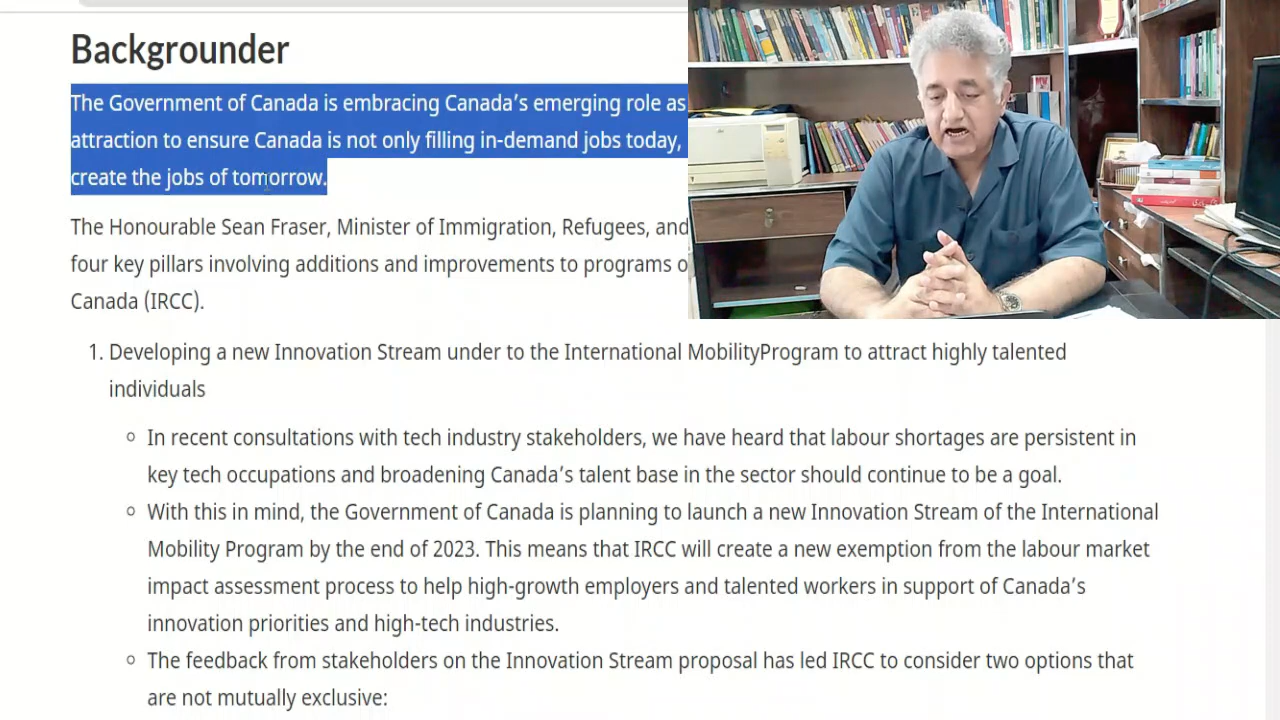 Backgrounder
The Government of Canada is embracing Canada’s emerging role as
attraction to ensure Canada is not only filling in-demand jobs today,
create the jobs of tomorrow.
The Honourable Sean Fraser, Minister of Immigration, Refugees, and
four key pillars involving additions and improvements to programs o
Canada (IRCC).
1. Developing a new Innovation Stream under to the International MobilityProgram to attract highly talented
individuals
In recent consultations with tech industry stakeholders, we have heard that labour shortages are persistent in
key tech occupations and broadening Canada’s talent base in the sector should continue to be a goal.
With this in mind, the Government of Canada is planning to launch a new Innovation Stream of the International
Mobility Program by the end of 2023. This means that IRCC will create a new exemption from the labour market
impact assessment process to help high-growth employers and talented workers in support of Canada’s
innovation priorities and high-tech industries.
The feedback from stakeholders on the Innovation Stream proposal has led IRCC to consider two options that
are not mutually exclusive: